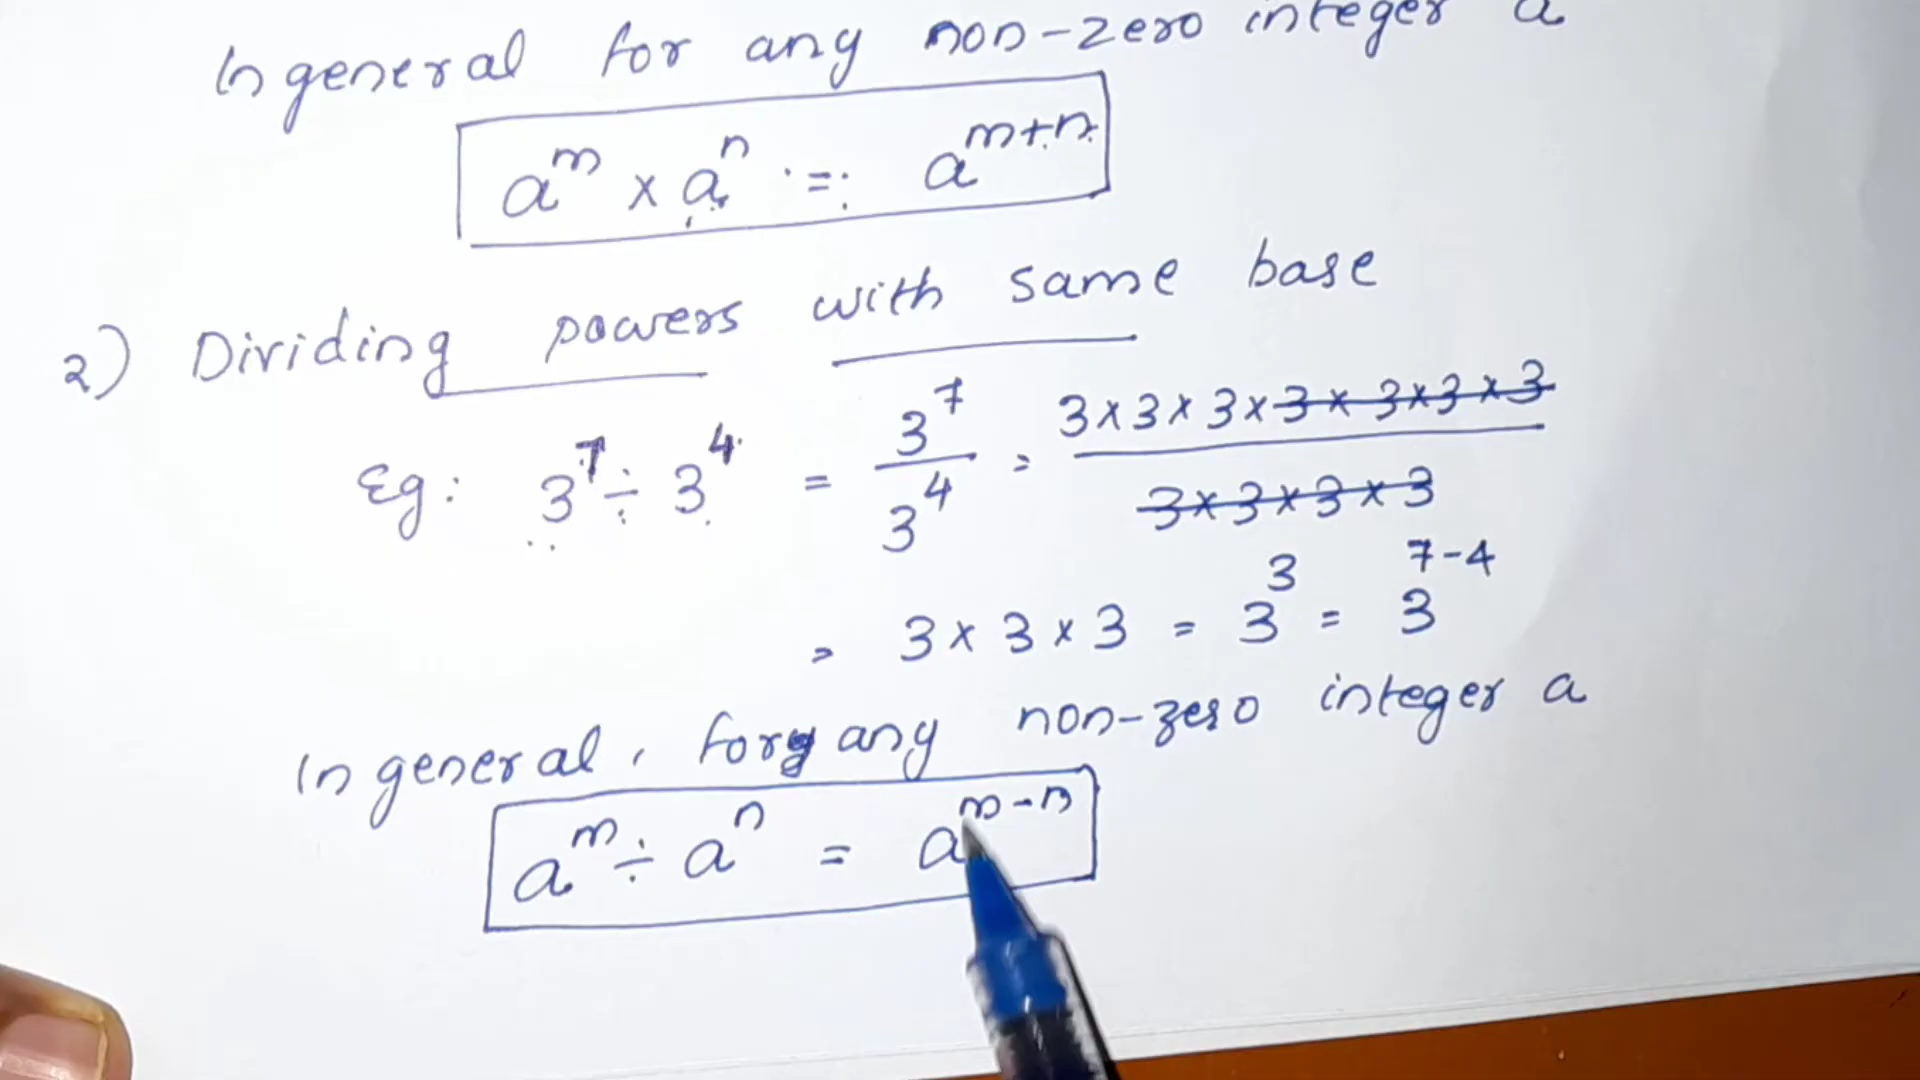 In general for any non-zero integer a
a^m × a^n = a^(m+n)
2) Dividing powers with same base
Eg: 3^7 ÷ 3^4 = 3^7/3^4 = (3×3×3×3×3×3×3)/(3×3×3×3)
= 3 × 3 × 3 = 3^3 = 3^(7-4)
In general, for any non-zero integer a
a^m ÷ a^n = a^(m-n)